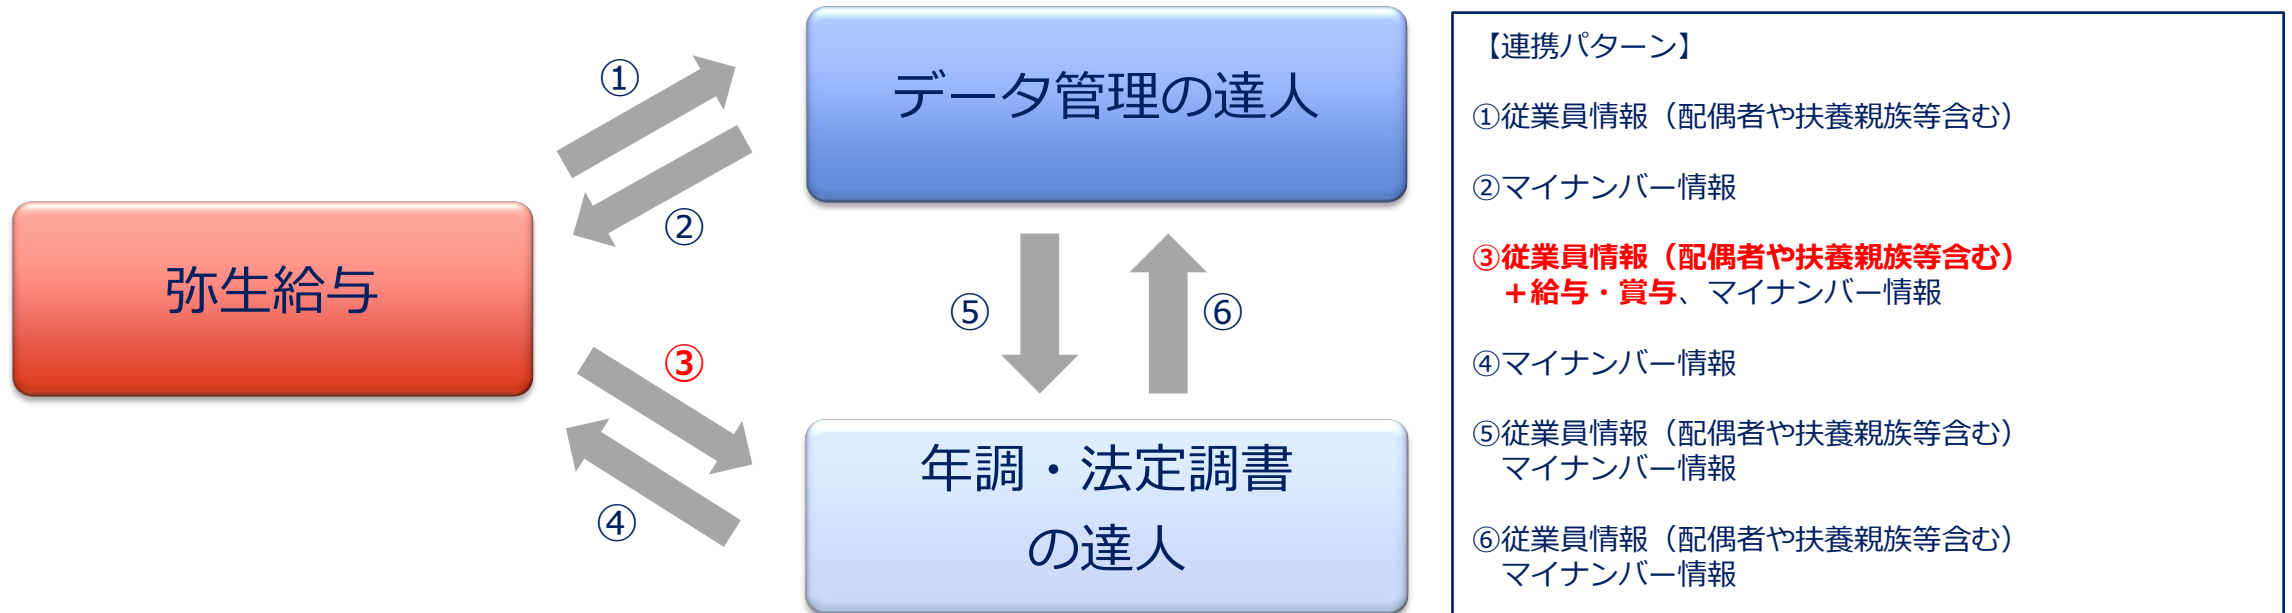 ①
データ管理の達人
②
弥生給与
⑤
⑥
③
④
年調・法定調書
の達人
【連携パターン】
①従業員情報（配偶者や扶養親族等含む）
②マイナンバー情報
③従業員情報（配偶者や扶養親族等含む）
＋給与・賞与、マイナンバー情報
④マイナンバー情報
⑤従業員情報（配偶者や扶養親族等含む）
マイナンバー情報
⑥従業員情報（配偶者や扶養親族等含む）
マイナンバー情報